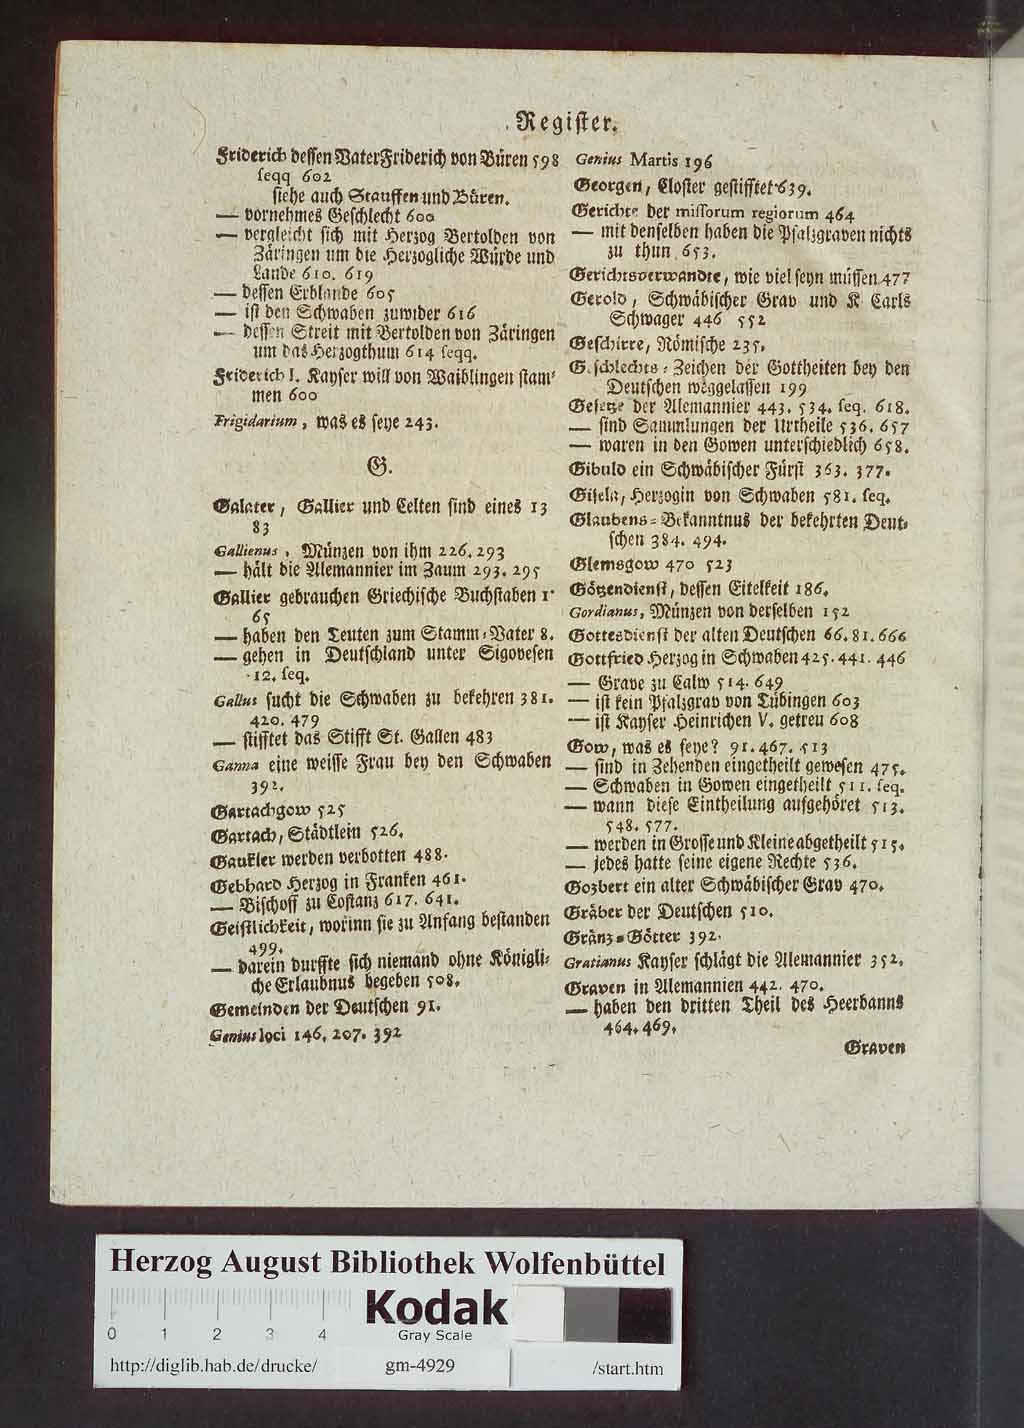 Register.
Friderich dessen Vater Friderich von Büren 598
seqq 602
siehe auch Stauffen und Büren.
— vornehmes Geschlecht 600
— vergleicht sich mit Herzog Bertolden von
Zäringen um die Herzogliche Würde und
Lande 610. 619
— dessen Erblande 605
— ist den Schwaben zuwider 616
— dessen Streit mit Bertolden von Zäringen
um das Herzogthum 614 seqq.
Friderich I. Kayser will von Waiblingen stam-
men 600
Frigidarium, was es seye 243.
G.
Galater, Gallier und Celten sind eines 13
83
Gallienus, Münzen von ihm 226. 293
— hält die Alemannier im Zaum 293. 295
Gallier gebrauchen Griechische Buchstaben 1·
65
— haben den Teuten zum Stamm-Vater 8.
— gehen in Deutschland unter Sigovesen
12. seq.
Gallus sucht die Schwaben zu bekehren 381.
420. 479
— stifftet das Stifft St. Gallen 483
Ganna eine weisse Frau bey den Schwaben
392.
Gartachgow 525
Gartach, Städtlein 526.
Gaukler werden verbotten 488.
Gebhard Herzog in Franken 461.
— Bischoff zu Costanz 617. 641.
Geistlichkeit, worinn sie zu Anfang bestanden
499.
— darein durffte sich niemand ohne Königli-
che Erlaubnus begeben 508.
Gemeinden der Deutschen 91.
Genius loci 146. 207. 392
Genius Martis 196
Georgen, Closter gestifftet 639.
Gerichte der missorum regiorum 464
— mit denselben haben die Pfalzgraven nichts
zu thun 653.
Gerichtsverwandte, wie viel seyn müssen 477
Gerold, Schwäbischer Grav und K Carls
Schwager 446 552
Geschirre, Römische 235.
Geschlechts-Zeichen der Gottheiten bey den
Deutschen weggelassen 199
Gesetze der Alemannier 443. 534. seq. 618.
— sind Sammlungen der Urtheile 536. 657
— waren in den Gowen unterschiedlich 658.
Gibuld ein Schwäbischer Fürst 363. 377.
Gisela, Herzogin von Schwaben 581. seq.
Glaubens-Bekanntnus der bekehrten Deut-
schen 384. 494.
Glemsgow 470 523
Götzendienst, dessen Eitelkeit 186.
Gordianus, Münzen von derselben 152
Gottesdienst der alten Deutschen 66. 81. 666
Gottfried Herzog in Schwaben 425. 441. 446
— Grave zu Calw 514. 649
— ist kein Pfalzgrav von Tübingen 603
— ist Kayser Heinrichen V. getreu 608
Gow, was es seye? 91. 467. 513
— sind in Zehenden eingetheilt gewesen 475.
— Schwaben in Gowen eingetheilt 511. seq.
— wann diese Eintheilung aufgehöret 513.
548. 577.
— werden in Grosse und Kleine abgetheilt 515.
— jedes hatte seine eigene Rechte 536.
Gozbert ein alter Schwäbischer Grav 470.
Gräber der Deutschen 510.
Gränz-Götter 392.
Gratianus Kayser schlägt die Alemannier 352.
Graven in Alemannien 442. 470.
— haben den dritten Theil des Heerbanns
464. 469.
Graven
Herzog August Bibliothek Wolfenbüttel
0 1 2 3 4
Kodak
Gray Scale
http://diglib.hab.de/drucke/ gm-4929 /start.htm